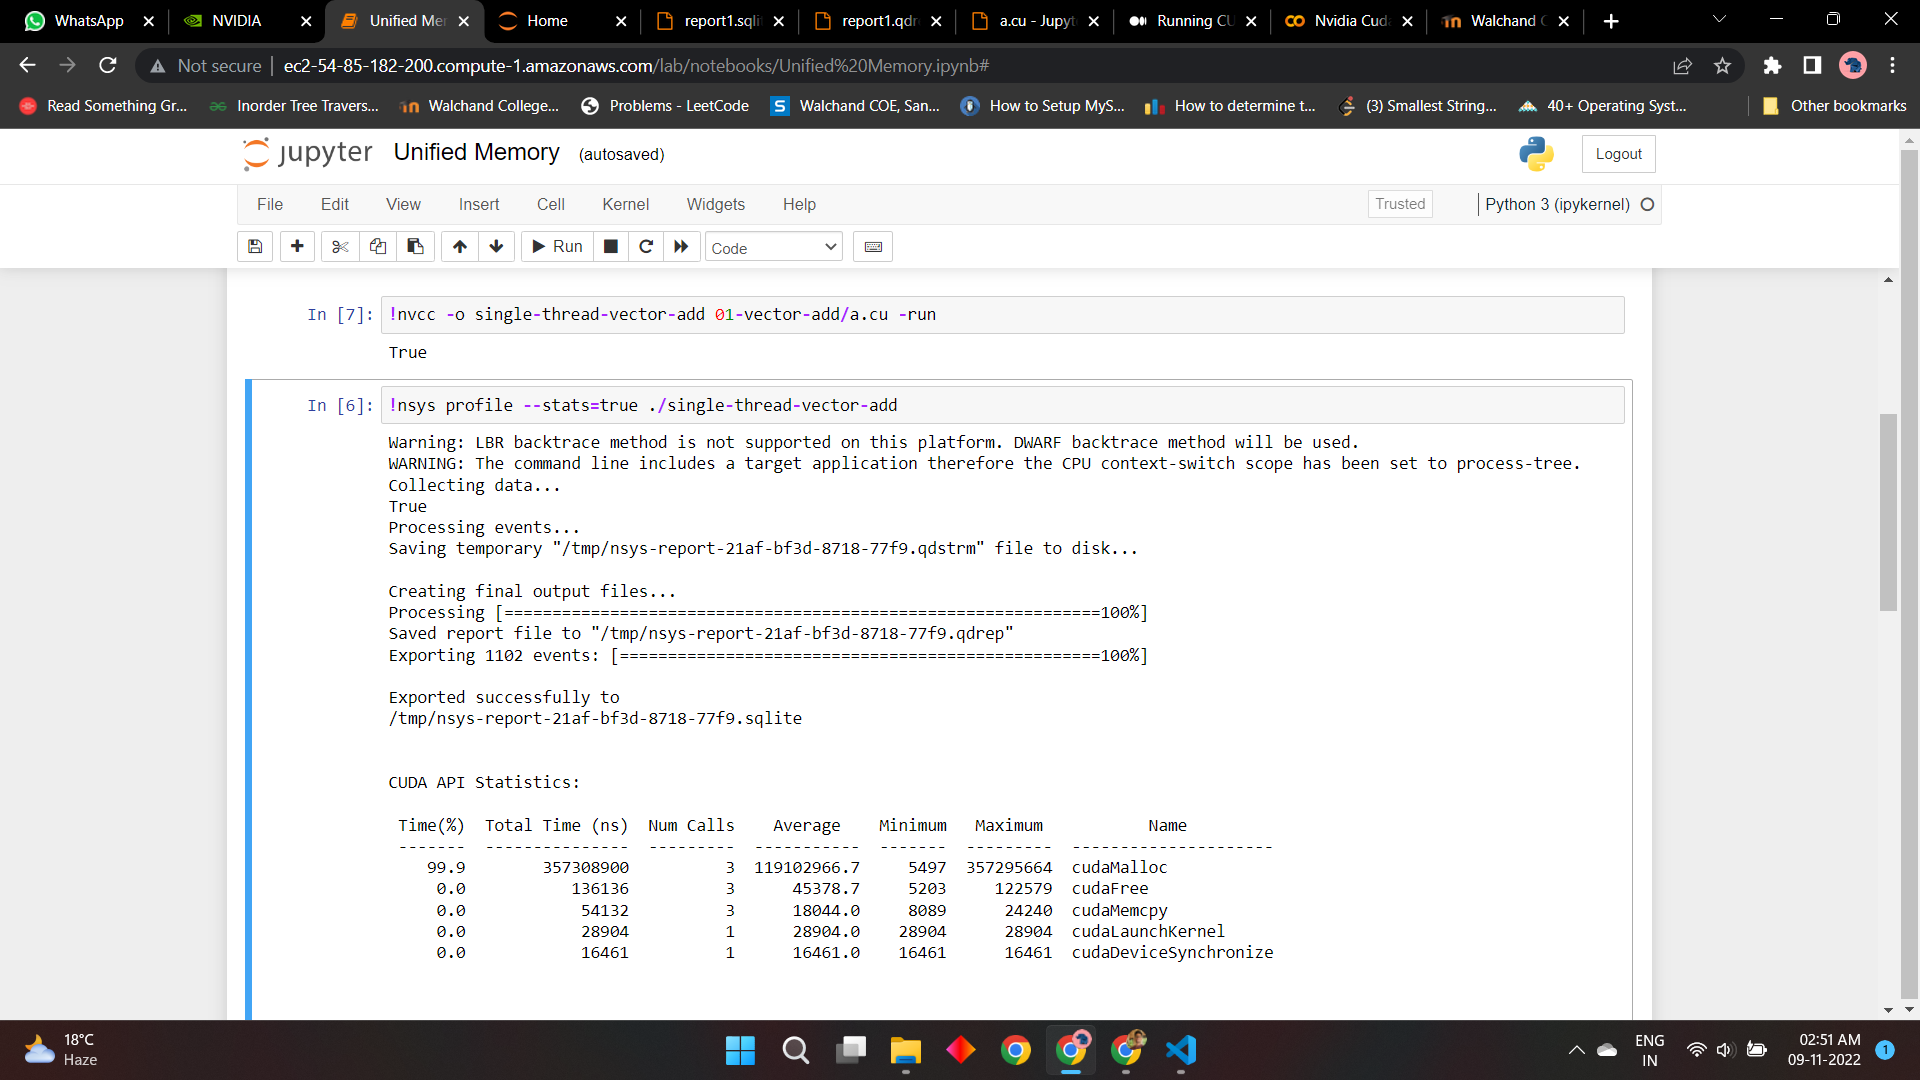 WhatsApp
NVIDIA
Unified Mer
Home
report1.sqlit
report1.qdre
a.cu - Jupyt
Running CU
Nvidia Cuda
Walchand C
Not secure
ec2-54-85-182-200.compute-1.amazonaws.com/lab/notebooks/Unified%20Memory.ipynb#
Read Something Gr...
Inorder Tree Travers...
Walchand College...
Problems - LeetCode
Walchand COE, San...
How to Setup MyS...
How to determine t...
(3) Smallest String...
40+ Operating Syst...
Other bookmarks
jupyter Unified Memory (autosaved)
Logout
File Edit View Insert Cell Kernel Widgets Help
Trusted
Python 3 (ipykernel)
Run
Code
In [7]: !nvcc -o single-thread-vector-add 01-vector-add/a.cu -run
True
In [6]: !nsys profile --stats=true ./single-thread-vector-add
Warning: LBR backtrace method is not supported on this platform. DWARF backtrace method will be used.
WARNING: The command line includes a target application therefore the CPU context-switch scope has been set to process-tree.
Collecting data...
True
Processing events...
Saving temporary "/tmp/nsys-report-21af-bf3d-8718-77f9.qdstrm" file to disk...
Creating final output files...
Processing [==============================================================100%]
Saved report file to "/tmp/nsys-report-21af-bf3d-8718-77f9.qdrep"
Exporting 1102 events: [==================================================100%]
Exported successfully to
/tmp/nsys-report-21af-bf3d-8718-77f9.sqlite
CUDA API Statistics:
Time(%) Total Time (ns) Num Calls Average Minimum Maximum Name
------- --------------- --------- ----------- ------- --------- ---------------------
99.9 357308900 3 119102966.7 5497 357295664 cudaMalloc
0.0 136136 3 45378.7 5203 122579 cudaFree
0.0 54132 3 18044.0 8089 24240 cudaMemcpy
0.0 28904 1 28904.0 28904 28904 cudaLaunchKernel
0.0 16461 1 16461.0 16461 16461 cudaDeviceSynchronize
18°C
Haze
ENG
IN
02:51 AM
09-11-2022
1